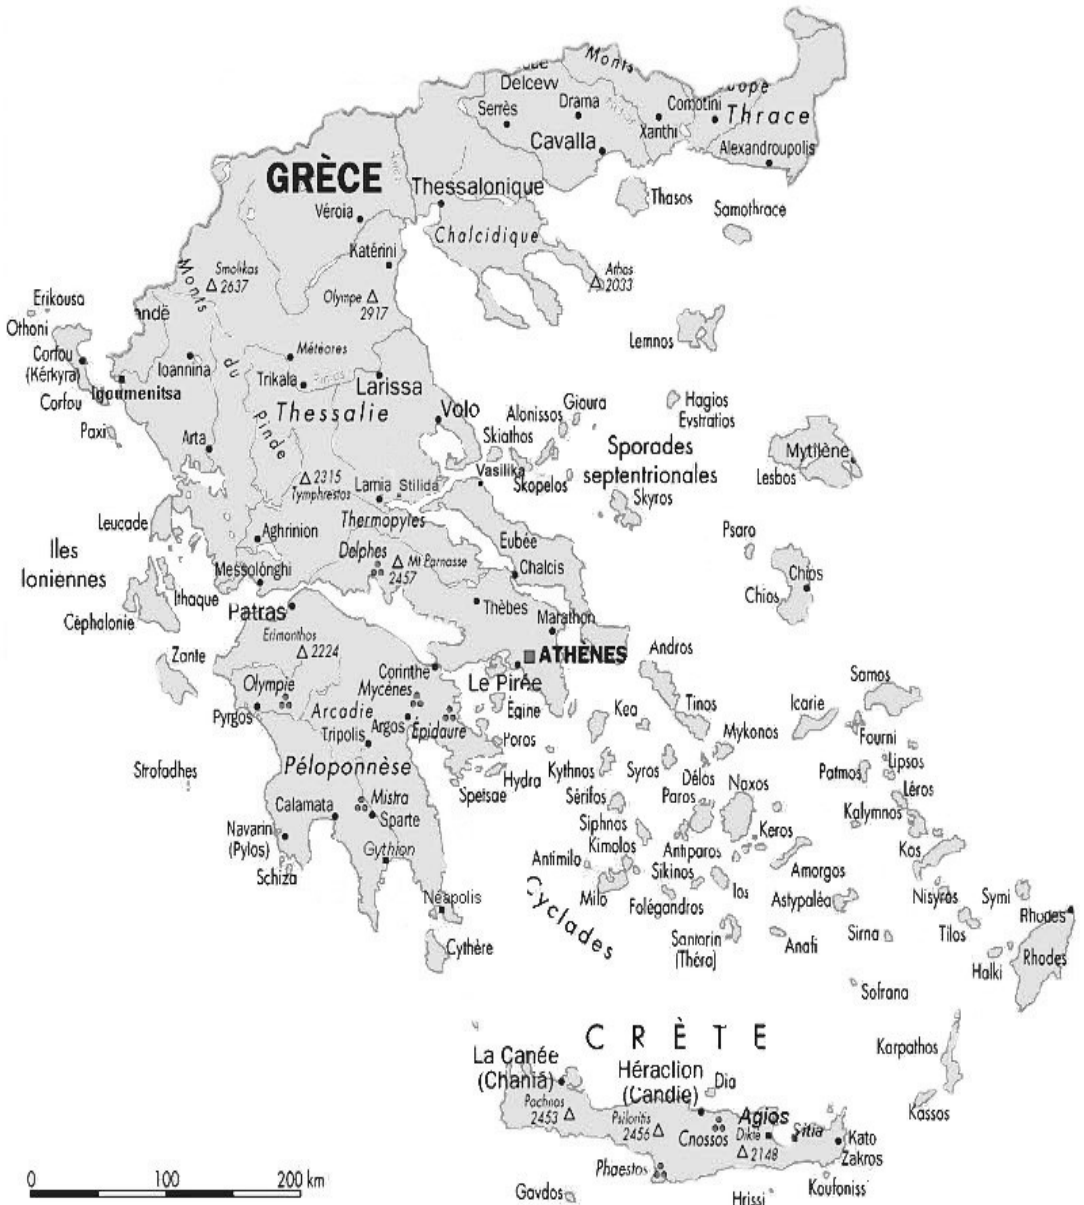 Monts
Delcew
Drama
Comotini
Serrès
Thrace
Cavalla
Xanthi
Alexandroupolis
GRÈCE
Thessalonique
Thasos
Véroia
Samothrace
Chalcidique
Katérini
Smolikas
2637
Athos
2033
Monts
Olympe
2917
Erikousa
Othoni
Lemnos
Corfou
(Kérkyra)
Météores
Ioannina
du
Trikala
Larissa
Igoumenitsa
Corfou
Thessalie
Volo
Alonissos
Gioura
Hagios
Evstratios
Paxi
Pinde
Skiathos
Arta
Sporades
septentrionales
Mytilène
Vasilika
2315
Tymphrestos
Lamia
Stilida
Skopelos
Lesbos
Skyros
Leucade
Thermopyles
Psaro
Aghrinion
Eubée
Iles
Ioniennes
Delphes
Mt Parnasse
2457
Chalcis
Messolónghi
Chios
Ithaque
Chios
Céphalonie
Patras
Thèbes
Marathon
Erimanthos
2224
ATHÈNES
Andros
Zante
Corinthe
Le Pirée
Samos
Olympie
Mycènes
Égine
Kea
Tinos
Icarie
Pyrgos
Arcadie
Argos
Épidaure
Mykonos
Fourni
Tripolis
Poros
Péloponnèse
Kythnos
Syros
Délos
Patmos
Lipsos
Strofadhes
Hydra
Spetsae
Naxos
Léros
Calamata
Mistra
Sérifos
Paros
Kalymnos
Sparte
Siphnos
Keros
Navarin
(Pylos)
Kimolos
Gythion
Antimilo
Antiparos
Kos
Schiza
Sikinos
Amorgos
Cyclades
Milo
Ios
Néapolis
Folégandros
Astypaléa
Nisyros
Symi
Rhodes
Santorin
(Théra)
Anafi
Sirna
Tilos
Cythère
Halki
Rhodes
Sofrana
CRÈTE
Karpathos
La Canée
(Chaniá)
Héraclion
(Candie)
Dia
Kassos
Pachnos
2453
Psiloritis
2456
Agios
Cnossos
Dikté
2148
Sitia
Kato
Zakros
Phaestos
Koufoniss
Gavdos
Hrissi
0 100 200 km